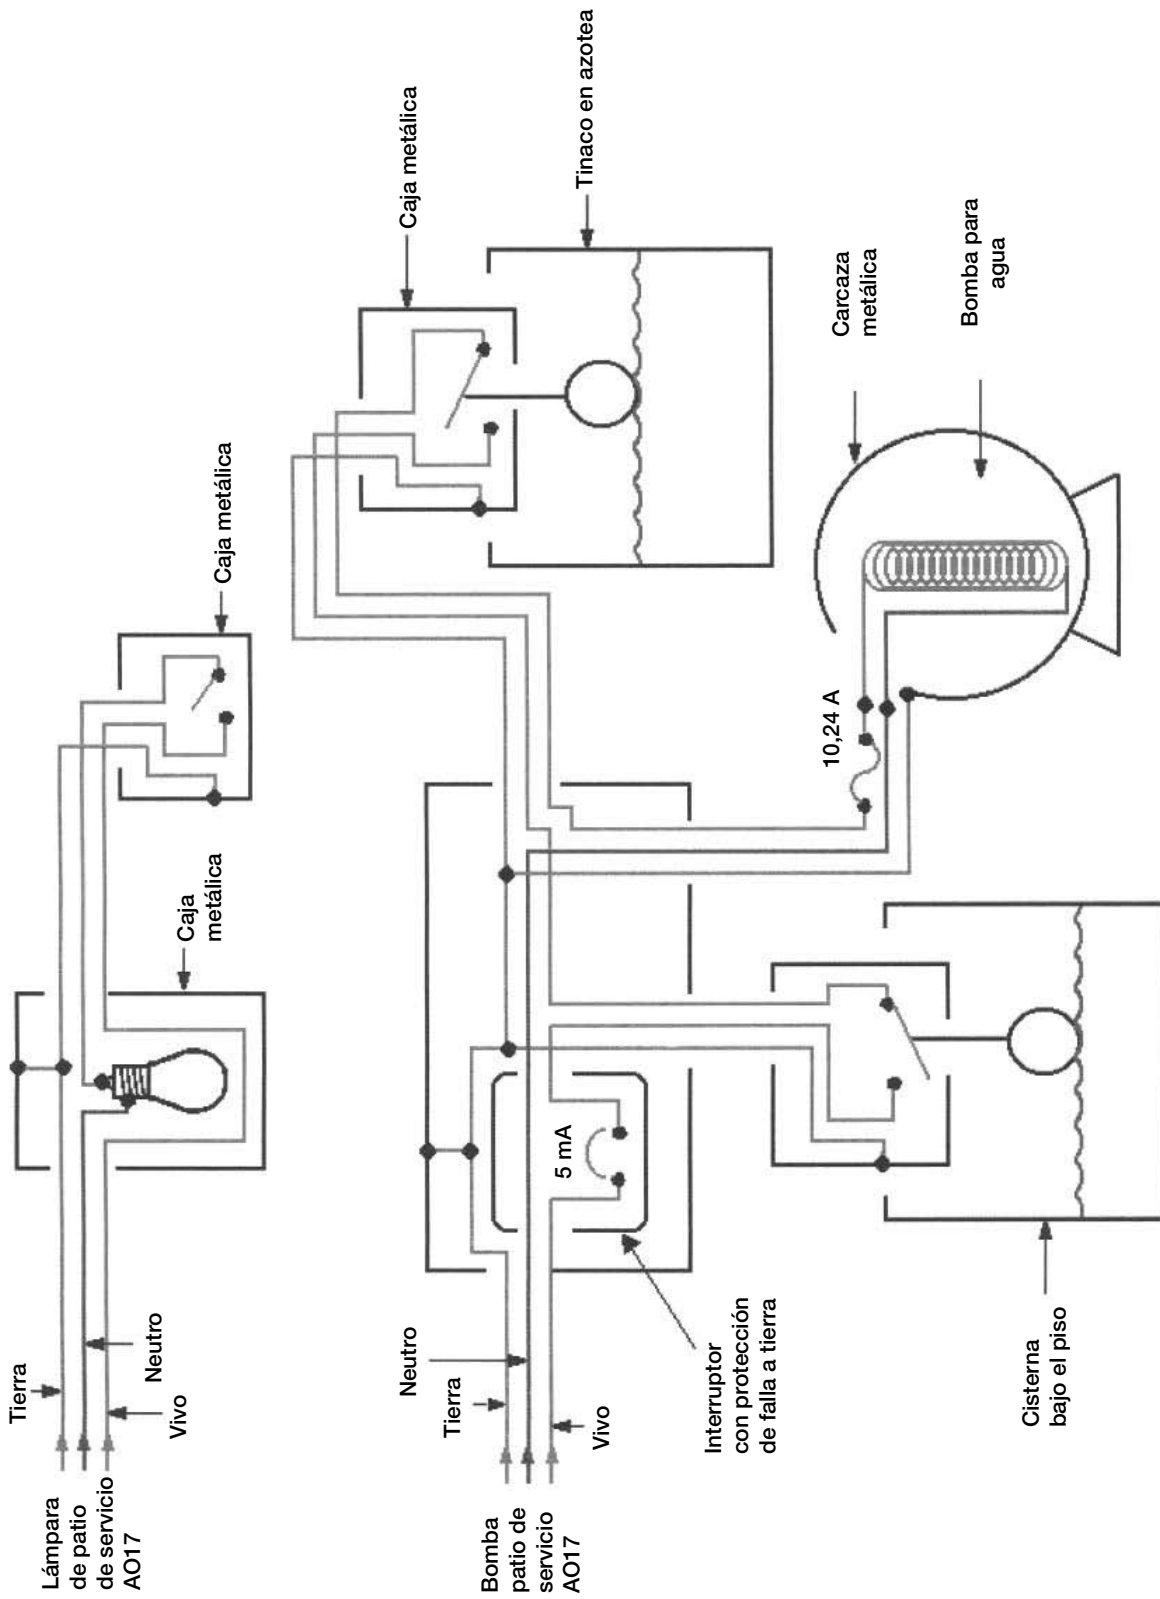 Lámpara
de patio
de servicio
AO17
Tierra
Neutro
Vivo
Caja
metálica
Caja metálica
Bomba
patio de
servicio
AO17
Neutro
Tierra
Vivo
Interruptor
con protección
de falla a tierra
5 mA
Caja metálica
Tinaco en azotea
10,24 A
Carcaza
metálica
Bomba para
agua
Cisterna
bajo el piso